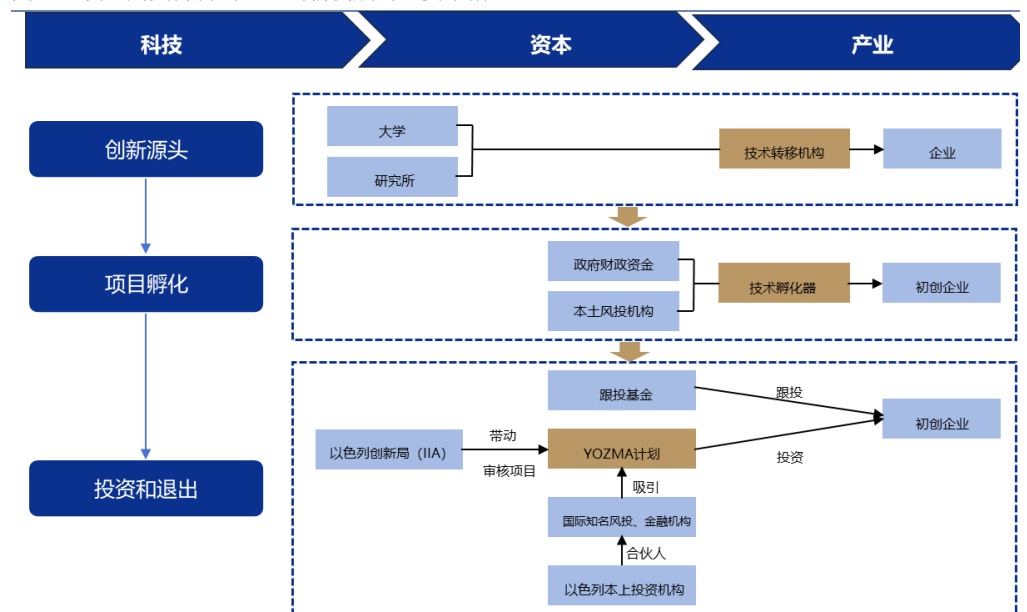 科技
资本
产业
创新源头
大学
研究所
技术转移机构
企业
项目孵化
政府财政资金
本土风投机构
技术孵化器
初创企业
投资和退出
跟投基金
跟投
初创企业
以色列创新局（IIA）
带动
审核项目
YOZMA计划
投资
吸引
国际知名风投、金融机构
合伙人
以色列本上投资机构